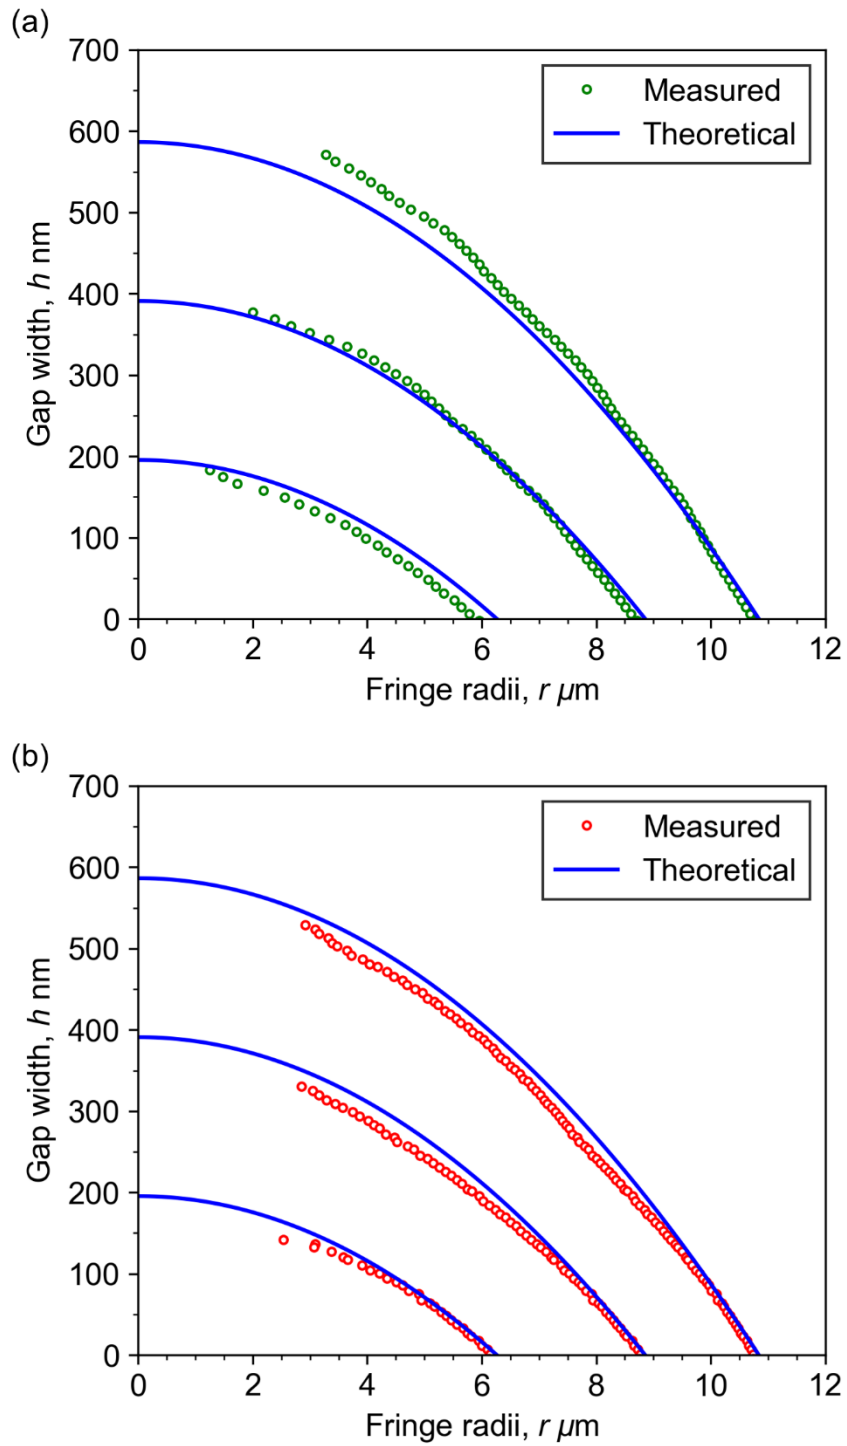 (a)
700
600
500
400
300
200
100
0
Gap width, h nm
Measured
Theoretical
0 2 4 6 8 10 12
Fringe radii, r µm
(b)
700
600
500
400
300
200
100
0
Gap width, h nm
Measured
Theoretical
0 2 4 6 8 10 12
Fringe radii, r µm